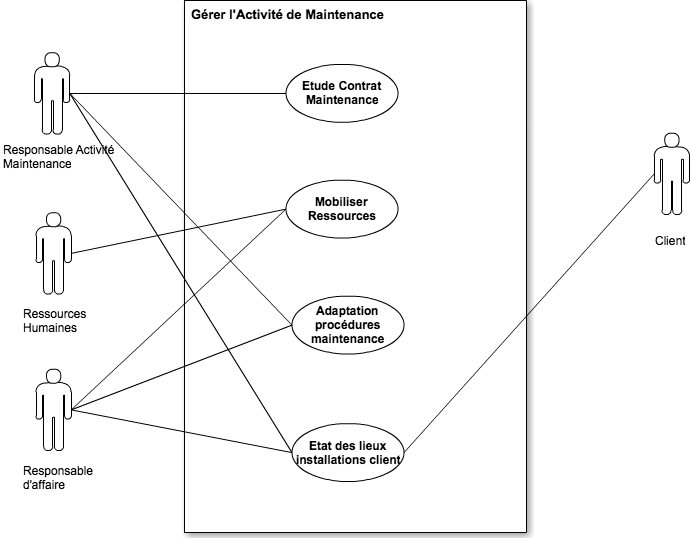 Gérer l'Activité de Maintenance
Etude Contrat
Maintenance
Responsable Activité
Maintenance
Mobiliser
Ressources
Client
Ressources
Humaines
Adaptation
procédures
maintenance
Etat des lieux
installations client
Responsable
d'affaire